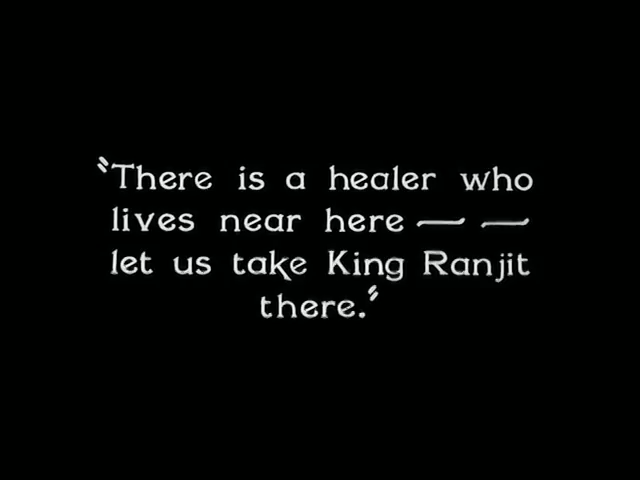 "There is a healer who
lives near here — —
let us take King Ranjit
there."